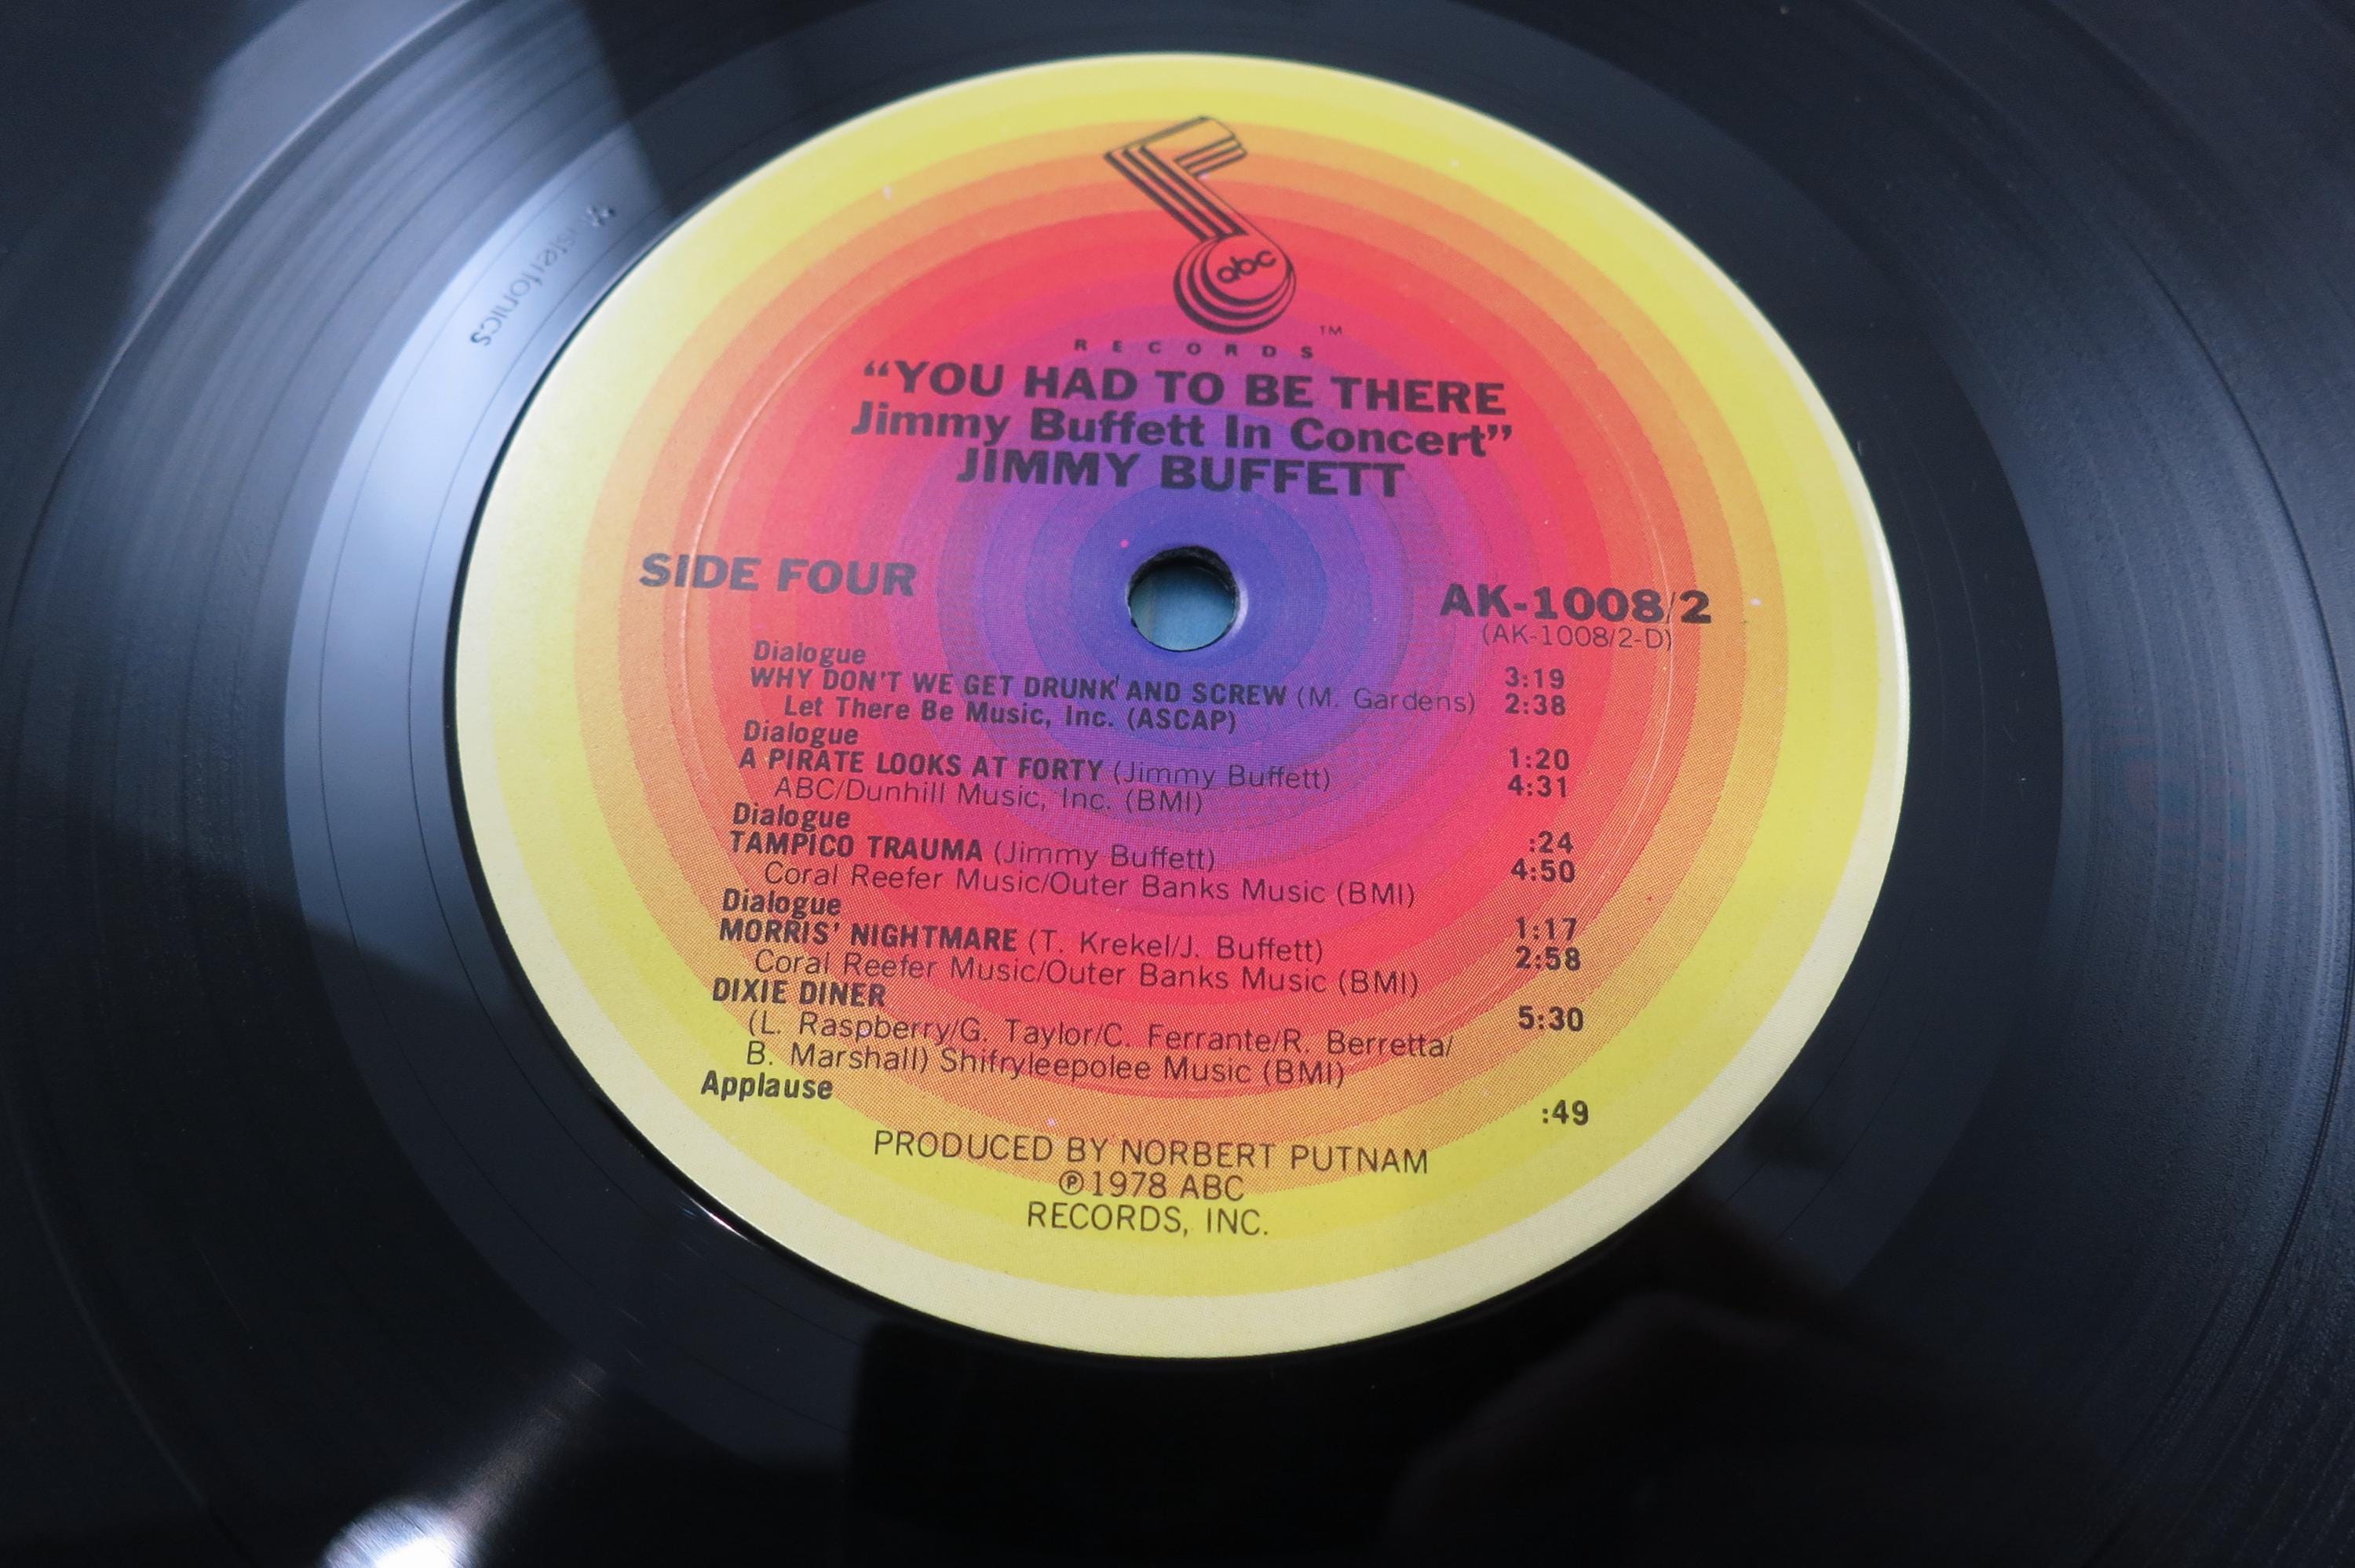 abc
TM
RECORDS
“YOU HAD TO BE THERE
Jimmy Buffett In Concert”
JIMMY BUFFETT
SIDE FOUR
AK-1008/2
(AK-1008/2-D)
Dialogue 3:19
WHY DON'T WE GET DRUNK AND SCREW (M. Gardens) 2:38
Let There Be Music, Inc. (ASCAP)
Dialogue 1:20
A PIRATE LOOKS AT FORTY (Jimmy Buffett) 4:31
ABC/Dunhill Music, Inc. (BMI)
Dialogue :24
TAMPICO TRAUMA (Jimmy Buffett) 4:50
Coral Reefer Music/Outer Banks Music (BMI)
Dialogue 1:17
MORRIS' NIGHTMARE (T. Krekel/J. Buffett) 2:58
Coral Reefer Music/Outer Banks Music (BMI)
DIXIE DINER 5:30
(L. Raspberry/G. Taylor/C. Ferrante/R. Berretta/
B. Marshall) Shifryleepolee Music (BMI)
Applause :49
PRODUCED BY NORBERT PUTNAM
℗1978 ABC
RECORDS, INC.
Masterfonics